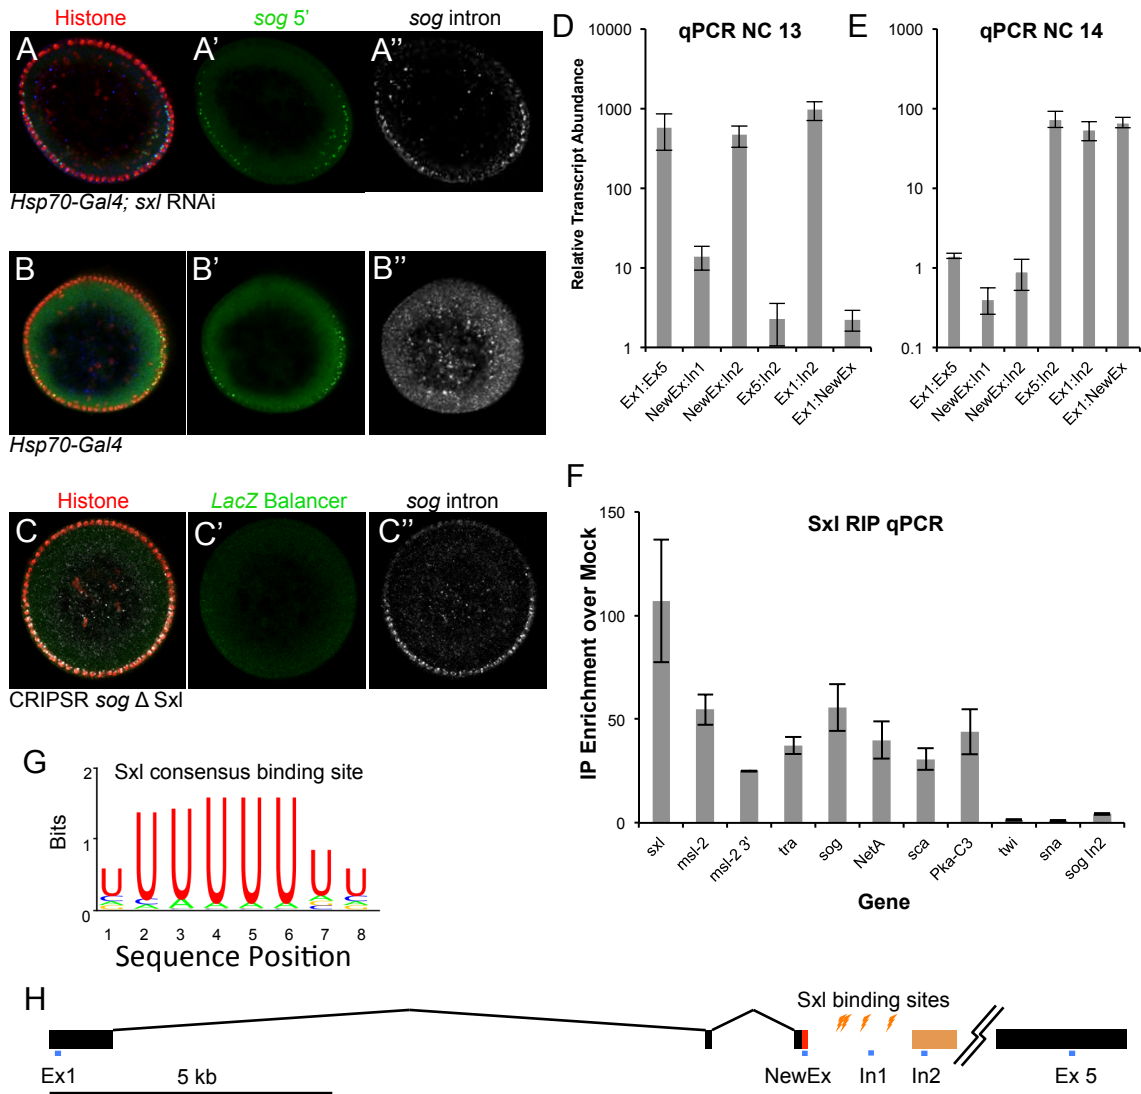 Histone
sog 5'
sog intron
A
A'
A''
Hsp70-Gal4; sxl RNAi
B
B'
B''
Hsp70-Gal4
Histone
LacZ Balancer
sog intron
C
C'
C''
CRIPSR sog Δ Sxl
D
qPCR NC 13
Relative Transcript Abundance
10000
1000
100
10
1
Ex1:Ex5
NewEx:In1
NewEx:In2
Ex5:In2
Ex1:In2
Ex1:NewEx
E
qPCR NC 14
1000
100
10
1
0.1
Ex1:Ex5
NewEx:In1
NewEx:In2
Ex5:In2
Ex1:In2
Ex1:NewEx
F
Sxl RIP qPCR
IP Enrichment over Mock
150
100
50
0
sxl
msl-2
msl-2 3'
tra
sog
NetA
sca
Pka-C3
twi
sna
sog In2
Gene
G
Sxl consensus binding site
Bits
2
1
0
U U U U U U U U
1 2 3 4 5 6 7 8
Sequence Position
H
Sxl binding sites
Ex1
NewEx
In1
In2
Ex 5
5 kb